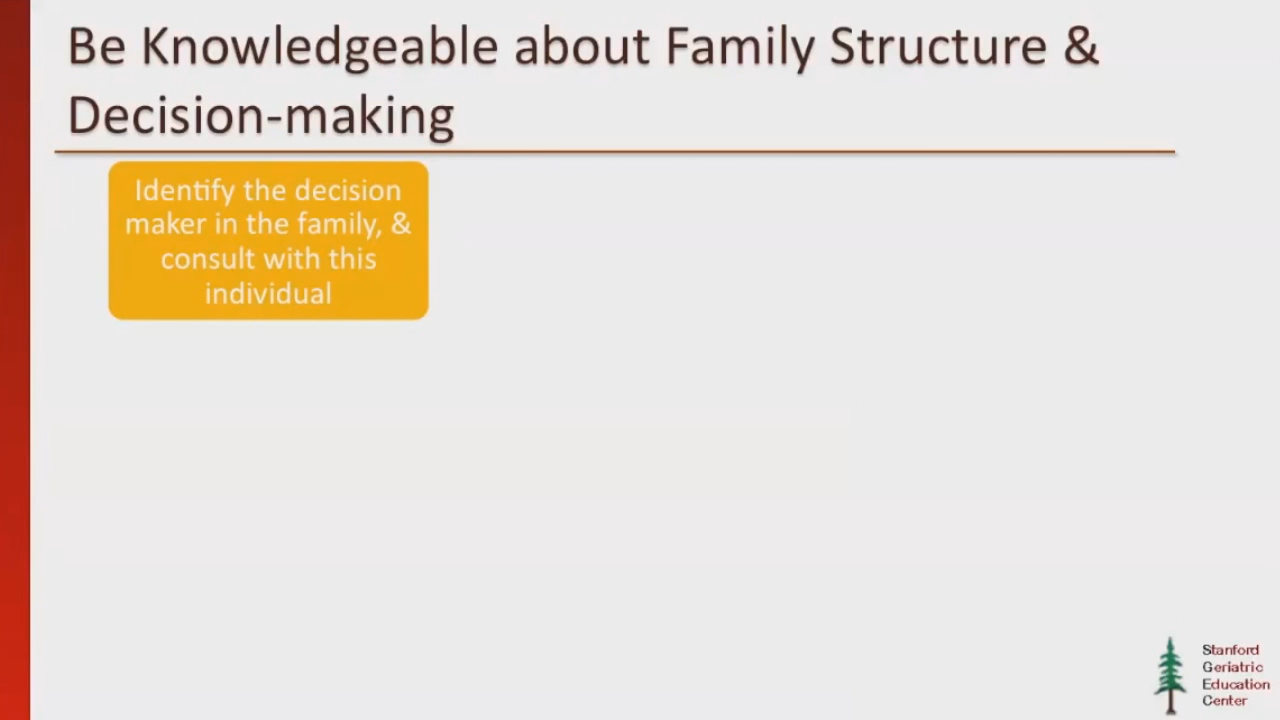 Be Knowledgeable about Family Structure &
Decision-making
Identify the decision
maker in the family, &
consult with this
individual
Stanford
Geriatric
Education
Center